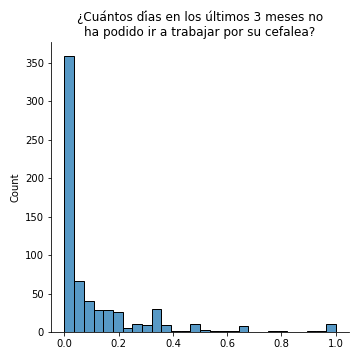 ¿Cuántos días en los últimos 3 meses no
ha podido ir a trabajar por su cefalea?
350
300
250
200
150
100
50
0
Count
0.0 0.2 0.4 0.6 0.8 1.0